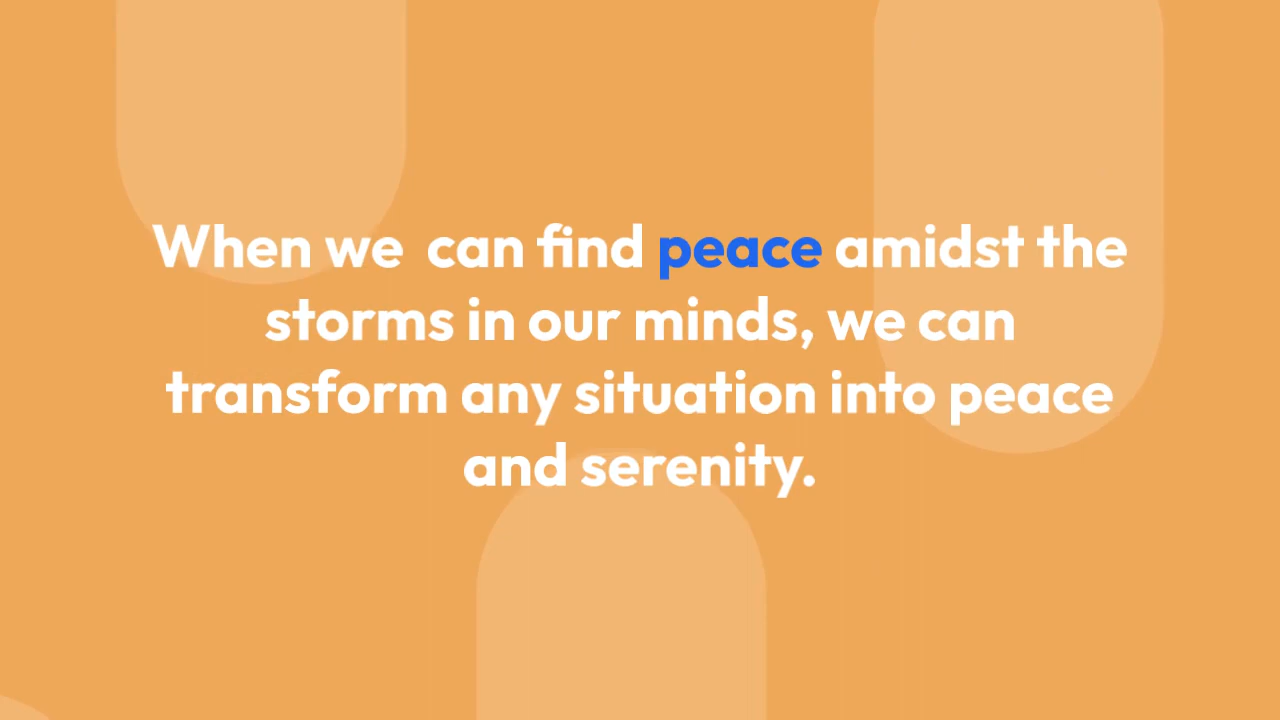 When we  can find peace amidst the
storms in our minds, we can
transform any situation into peace
and serenity.